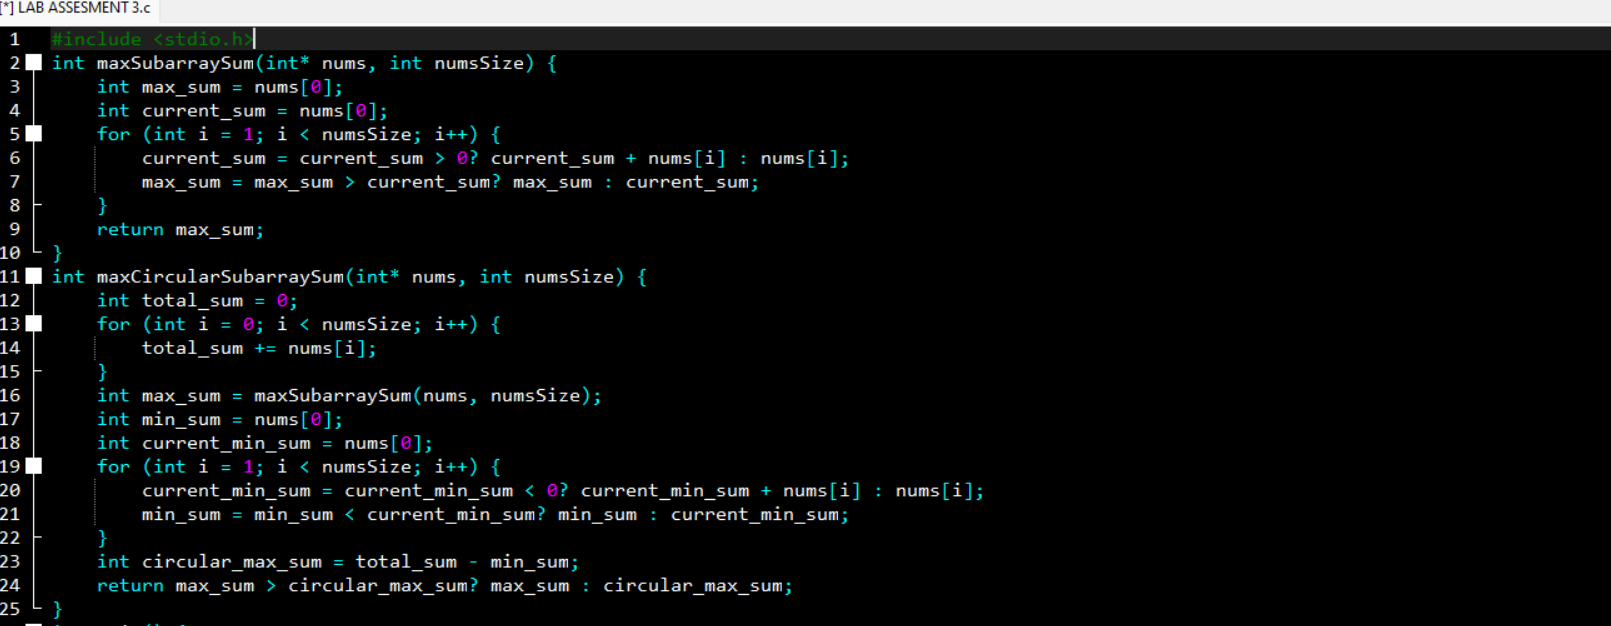 [*] LAB ASSESMENT 3.c
1 #include <stdio.h>
2 int maxSubarraySum(int* nums, int numsSize) {
3 int max_sum = nums[0];
4 int current_sum = nums[0];
5 for (int i = 1; i < numsSize; i++) {
6 current_sum = current_sum > 0? current_sum + nums[i] : nums[i];
7 max_sum = max_sum > current_sum? max_sum : current_sum;
8 }
9 return max_sum;
10 }
11 int maxCircularSubarraySum(int* nums, int numsSize) {
12 int total_sum = 0;
13 for (int i = 0; i < numsSize; i++) {
14 total_sum += nums[i];
15 }
16 int max_sum = maxSubarraySum(nums, numsSize);
17 int min_sum = nums[0];
18 int current_min_sum = nums[0];
19 for (int i = 1; i < numsSize; i++) {
20 current_min_sum = current_min_sum < 0? current_min_sum + nums[i] : nums[i];
21 min_sum = min_sum < current_min_sum? min_sum : current_min_sum;
22 }
23 int circular_max_sum = total_sum - min_sum;
24 return max_sum > circular_max_sum? max_sum : circular_max_sum;
25 }